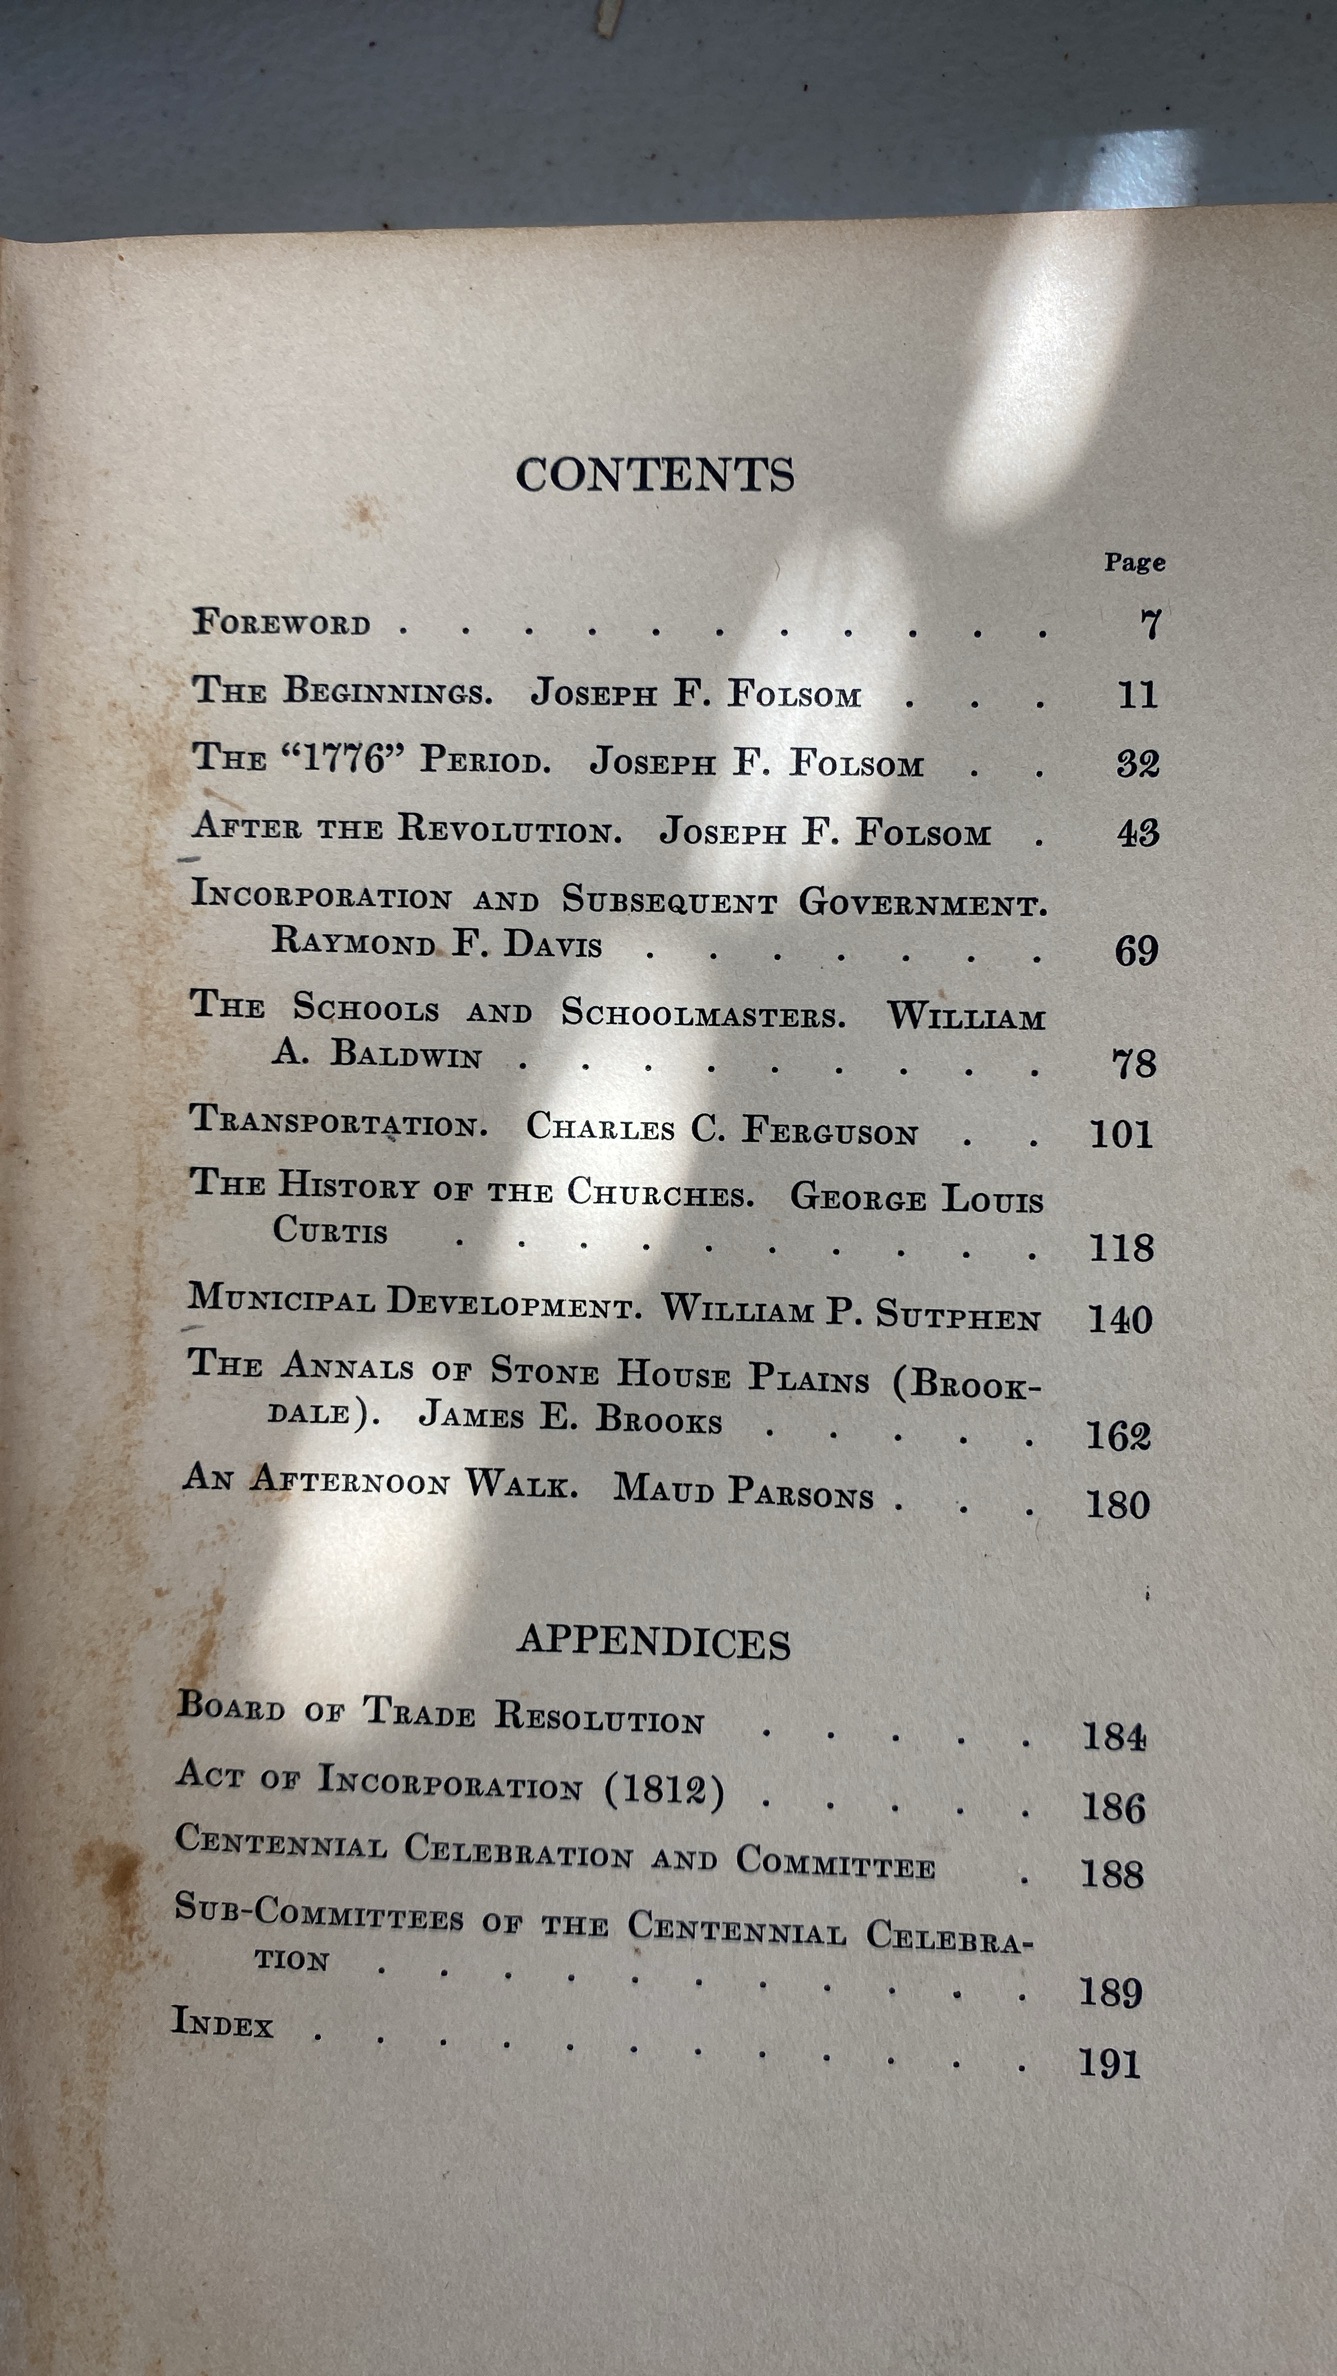 CONTENTS
Page
FOREWORD . . . . . . . . . . . 7
THE BEGINNINGS. JOSEPH F. FOLSOM . . . 11
THE “1776” PERIOD. JOSEPH F. FOLSOM . . 32
AFTER THE REVOLUTION. JOSEPH F. FOLSOM . 43
INCORPORATION AND SUBSEQUENT GOVERNMENT.
RAYMOND F. DAVIS . . . . . . . 69
THE SCHOOLS AND SCHOOLMASTERS. WILLIAM
A. BALDWIN . . . . . . . . . 78
TRANSPORTATION. CHARLES C. FERGUSON . . 101
THE HISTORY OF THE CHURCHES. GEORGE LOUIS
CURTIS . . . . . . . . . . 118
MUNICIPAL DEVELOPMENT. WILLIAM P. SUTPHEN 140
THE ANNALS OF STONE HOUSE PLAINS (BROOK-
DALE). JAMES E. BROOKS . . . . . 162
AN AFTERNOON WALK. MAUD PARSONS . . . 180
APPENDICES
BOARD OF TRADE RESOLUTION . . . . . 184
ACT OF INCORPORATION (1812) . . . . . 186
CENTENNIAL CELEBRATION AND COMMITTEE . 188
SUB-COMMITTEES OF THE CENTENNIAL CELEBRA-
TION . . . . . . . . . . . 189
INDEX . . . . . . . . . . . . 191